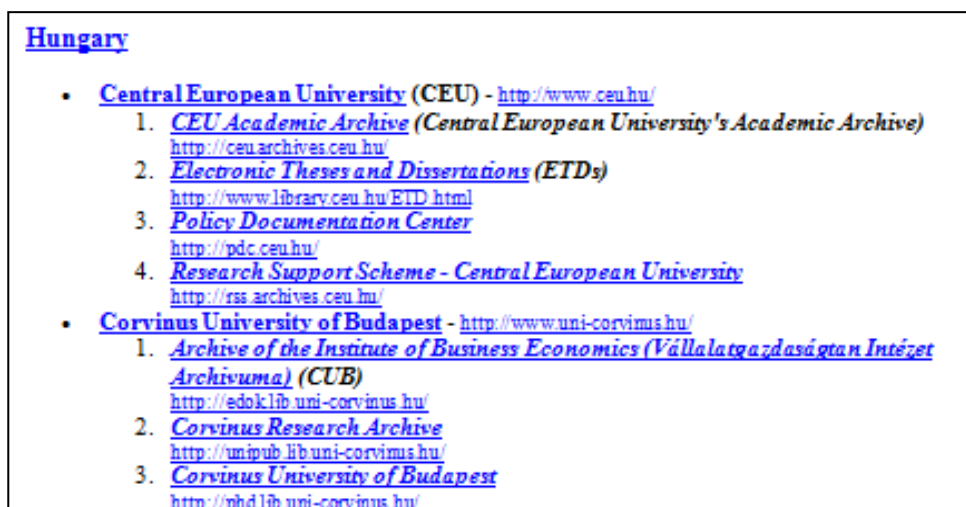 Hungary
• Central European University (CEU) - http://www.ceu.hu/
1. CEU Academic Archive (Central European University's Academic Archive)
http://ceu.archives.ceu.hu/
2. Electronic Theses and Dissertations (ETDs)
http://www.library.ceu.hu/ETD.html
3. Policy Documentation Center
http://pdc.ceu.hu/
4. Research Support Scheme - Central European University
http://rss.archives.ceu.hu/
• Corvinus University of Budapest - http://www.uni-corvinus.hu/
1. Archive of the Institute of Business Economics (Vállalatgazdaságtan Intézet
Archivuma) (CUB)
http://edok.lib.uni-corvinus.hu/
2. Corvinus Research Archive
http://unipub.lib.uni-corvinus.hu/
3. Corvinus University of Budapest
http://phd.lib.uni-corvinus.hu/